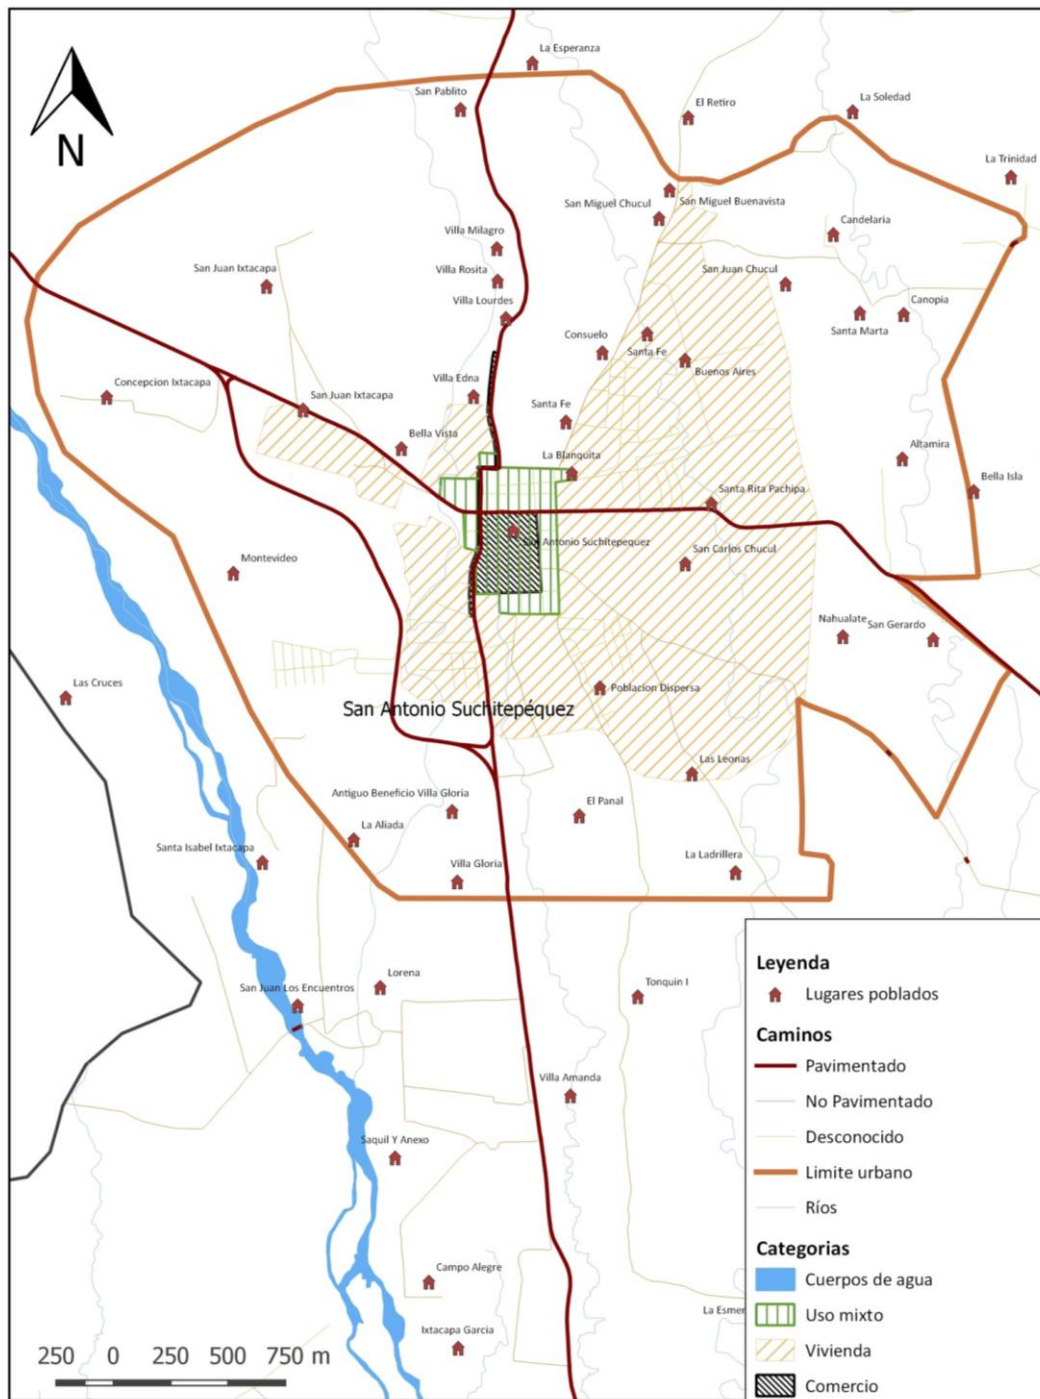 La Esperanza
San Pablito
El Retiro
La Soledad
N
La Trinidad
San Miguel Chucul
San Miguel Buenavista
Candelaria
Villa Milagro
San Juan Ixtacapa
Villa Rosita
San Juan Chucul
Villa Lourdes
Canopia
Santa Marta
Consuelo
Santa Fe
Buenos Aires
Concepcion Ixtacapa
Villa Edna
San Juan Ixtacapa
Santa Fe
Bella Vista
Altamira
La Blanquita
Bella Isla
Santa Rita Pachipa
San Antonio Suchitepequez
San Carlos Chucul
Montevideo
Nahualate
San Gerardo
Las Cruces
Poblacion Dispersa
San Antonio Suchitepéquez
Las Leonas
Antiguo Beneficio Villa Gloria
El Panal
La Aliada
Santa Isabel Ixtacapa
Villa Gloria
La Ladrillera
Lorena
San Juan Los Encuentros
Tonquin I
Villa Amanda
Saquil Y Anexo
Campo Alegre
La Esmer
Ixtacapa Garcia
250 0 250 500 750 m
Leyenda
Lugares poblados
Caminos
Pavimentado
No Pavimentado
Desconocido
Limite urbano
Ríos
Categorias
Cuerpos de agua
Uso mixto
Vivienda
Comercio